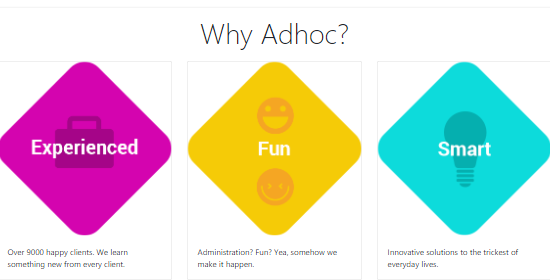 Why Adhoc?
Experienced
Fun
Smart
Over 9000 happy clients. We learn
something new from every client.
Administration? Fun? Yea, somehow we
make it happen.
Innovative solutions to the trickest of
everyday lives.